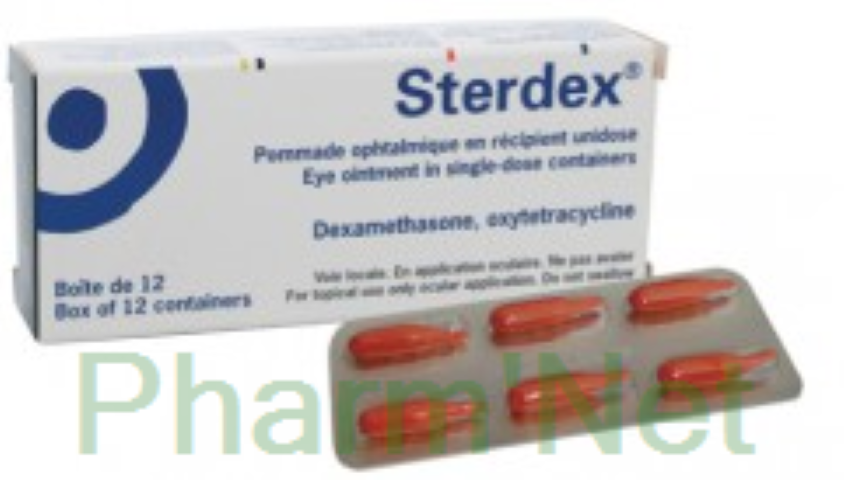 Sterdex®
Pommade ophtalmique en récipient unidose
Eye ointment in single-dose containers
Dexamethasone, oxytetracycline
Voie locale. En application oculaire. Ne pas avaler
For topical use only ocular application. Do not swallow
Boîte de 12
Box of 12 containers
Pharm'Net